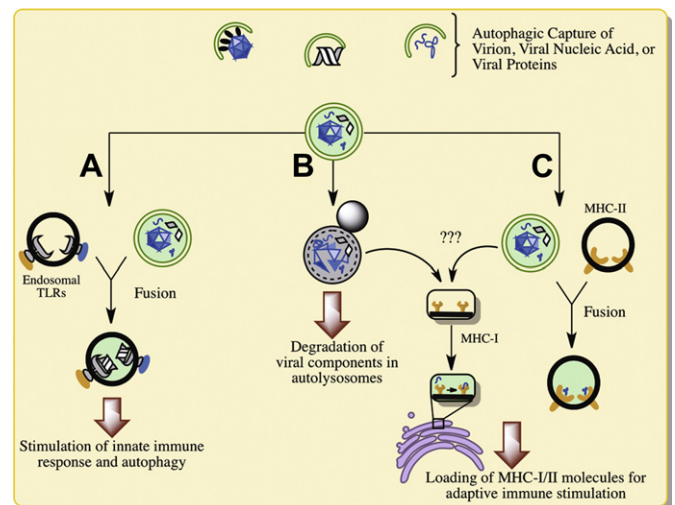 Autophagic Capture of
Virion, Viral Nucleic Acid, or
Viral Proteins
A
B
C
MHC-II
???
Endosomal
TLRs
Fusion
Fusion
MHC-I
Degradation of
viral components in
autolysosomes
Stimulation of innate immune
response and autophagy
Loading of MHC-I/II molecules for
adaptive immune stimulation